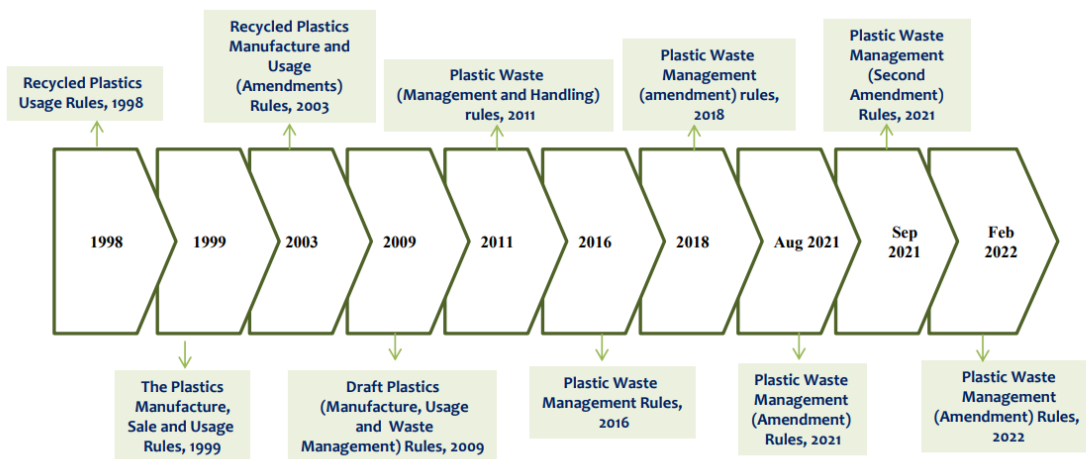 Recycled Plastics
Usage Rules, 1998
Recycled Plastics
Manufacture and
Usage
(Amendments)
Rules, 2003
Plastic Waste
(Management and Handling)
rules, 2011
Plastic Waste
Management
(amendment) rules,
2018
Plastic Waste
Management
(Second
Amendment)
Rules, 2021
1998
1999
2003
2009
2011
2016
2018
Aug 2021
Sep
2021
Feb
2022
The Plastics
Manufacture,
Sale and Usage
Rules, 1999
Draft Plastics
(Manufacture, Usage
and Waste
Management) Rules, 2009
Plastic Waste
Management Rules,
2016
Plastic Waste
Management
(Amendment)
Rules, 2021
Plastic Waste
Management
(Amendment) Rules,
2022